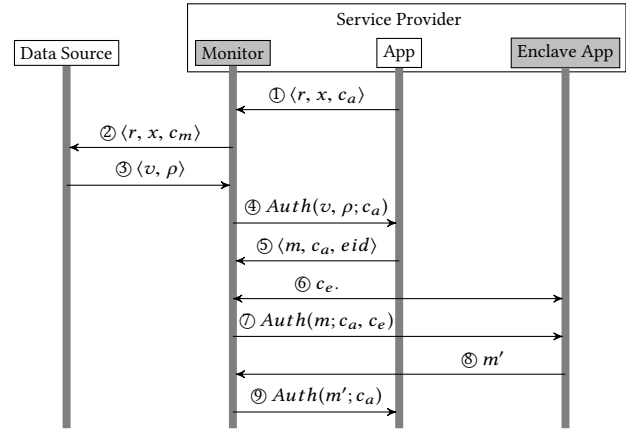 Service Provider
Data Source
Monitor
App
Enclave App
① ⟨r, x, c_a⟩
② ⟨r, x, c_m⟩
③ ⟨v, ρ⟩
④ Auth(v, ρ; c_a)
⑤ ⟨m, c_a, eid⟩
⑥ c_e.
⑦ Auth(m; c_a, c_e)
⑧ m′
⑨ Auth(m′; c_a)